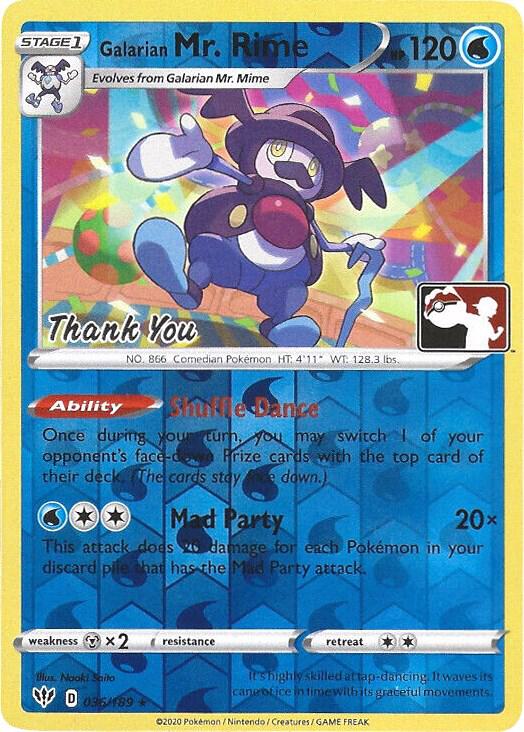 STAGE 1
Galarian Mr. Rime HP 120
Evolves from Galarian Mr. Mime
Thank You
NO. 866 Comedian Pokémon HT: 4'11" WT: 128.3 lbs.
Ability Shuffle Dance
Once during your turn, you may switch 1 of your
opponent's face-down Prize cards with the top card of
their deck. (The cards stay face down.)
Mad Party 20×
This attack does 20 damage for each Pokémon in your
discard pile that has the Mad Party attack.
weakness ×2 resistance retreat
Illus. Naoki Saito
It's highly skilled at tap-dancing. It waves its
cane of ice in time with its graceful movements.
D 036/189 ★
©2020 Pokémon / Nintendo / Creatures / GAME FREAK